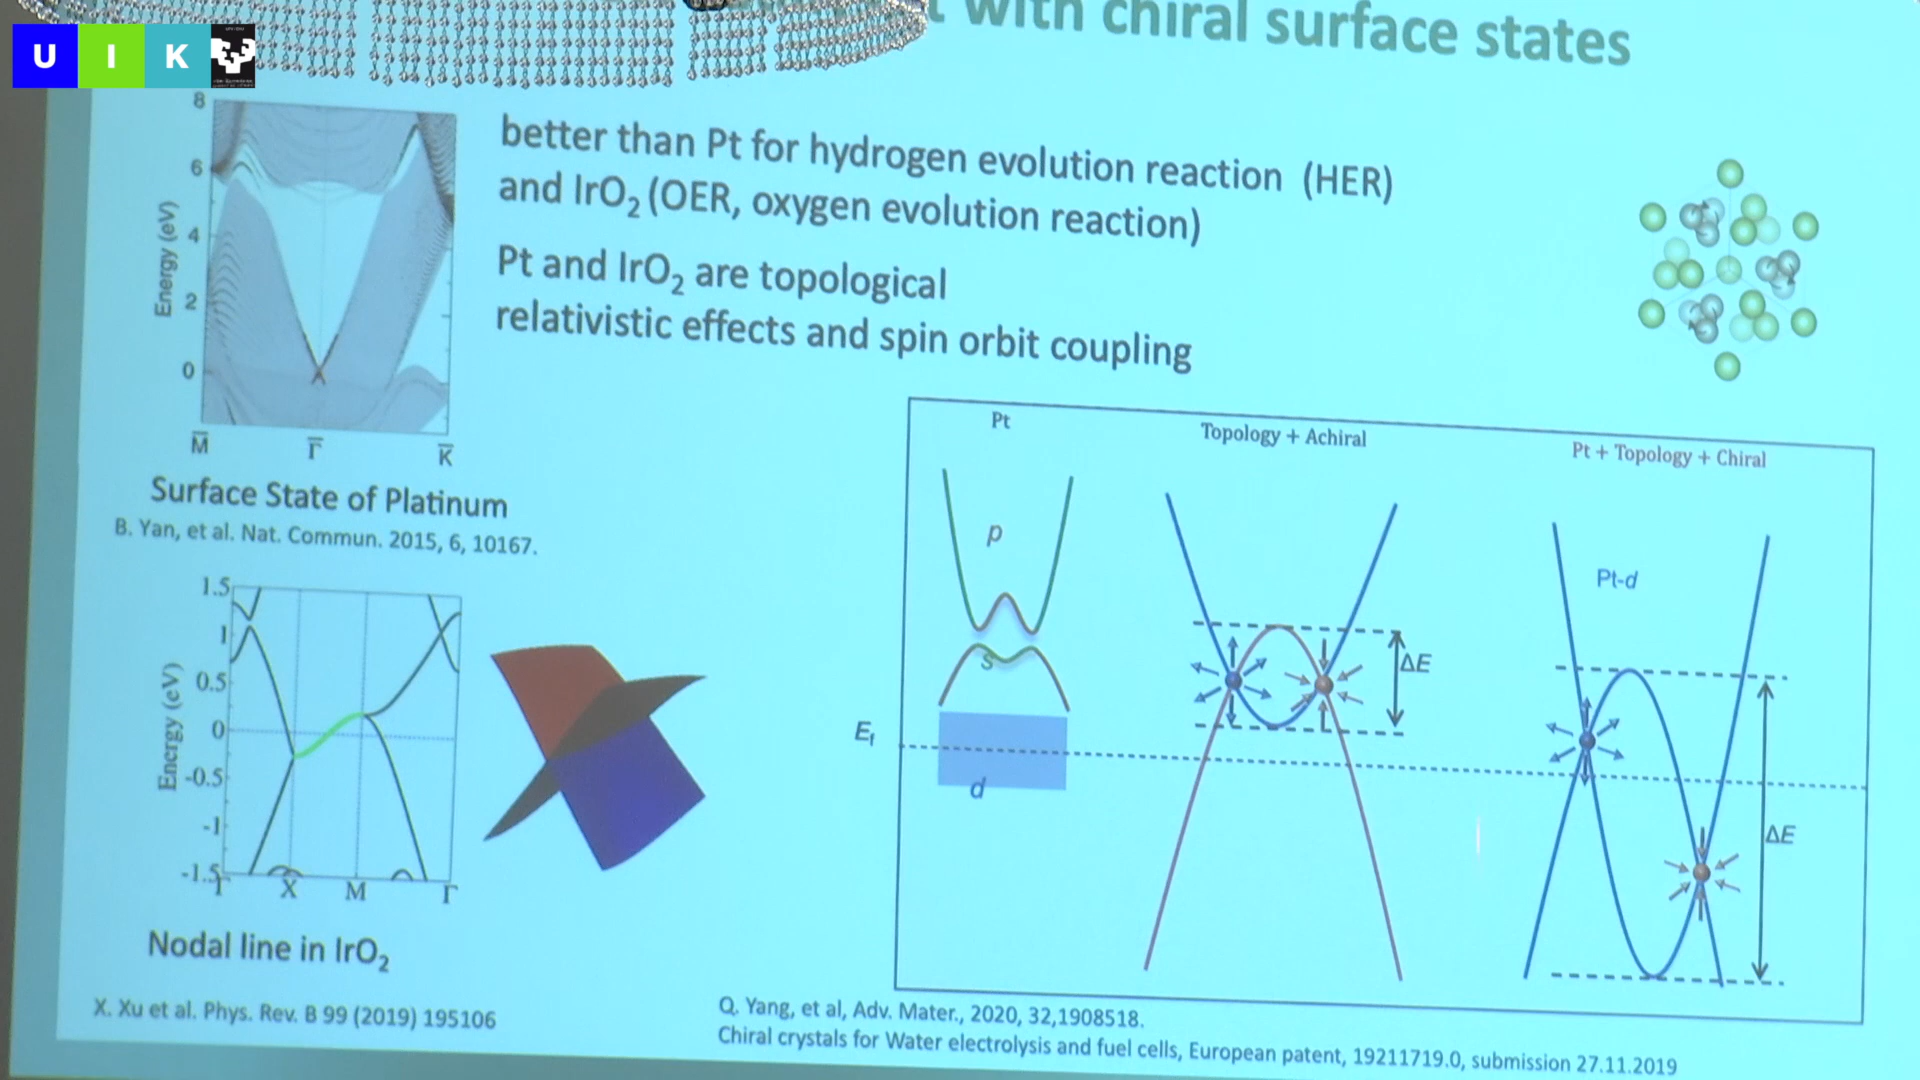 U I K
with chiral surface states
better than Pt for hydrogen evolution reaction (HER)
and IrO₂ (OER, oxygen evolution reaction)
Pt and IrO₂ are topological
relativistic effects and spin orbit coupling
8
6
4
2
0
Energy (eV)
M̅ Γ̅ K̅
Surface State of Platinum
B. Yan, et al. Nat. Commun. 2015, 6, 10167.
1.5
1
0.5
0
-0.5
-1
-1.5
Energy (eV)
Γ X M Γ
Nodal line in IrO₂
X. Xu et al. Phys. Rev. B 99 (2019) 195106
Pt
Topology + Achiral
Pt + Topology + Chiral
p
s
d
E_f
ΔE
Pt-d
ΔE
Q. Yang, et al, Adv. Mater., 2020, 32,1908518.
Chiral crystals for Water electrolysis and fuel cells, European patent, 19211719.0, submission 27.11.2019